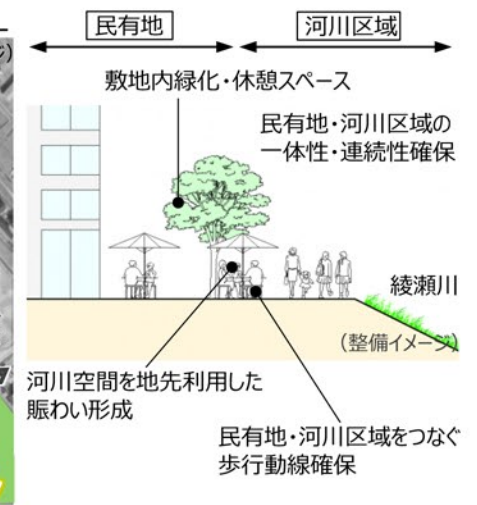 民有地
河川区域
敷地内緑化・休憩スペース
民有地・河川区域の
一体性・連続性確保
綾瀬川
(整備イメージ)
河川空間を地先利用した
賑わい形成
民有地・河川区域をつなぐ
歩行動線確保